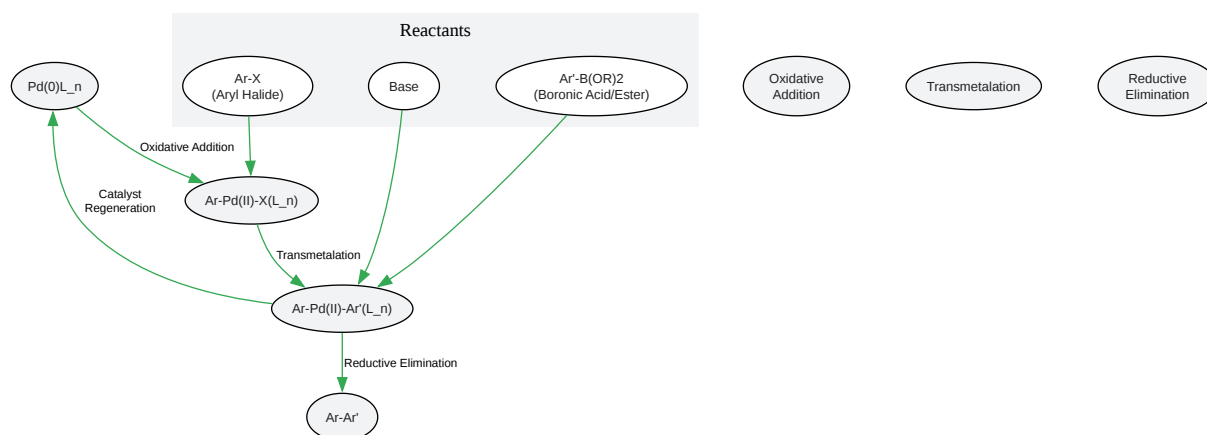 Reactants
Pd(0)L_n
Ar-X
(Aryl Halide)
Base
Ar'-B(OR)2
(Boronic Acid/Ester)
Oxidative
Addition
Transmetalation
Reductive
Elimination
Oxidative Addition
Catalyst
Regeneration
Ar-Pd(II)-X(L_n)
Transmetalation
Ar-Pd(II)-Ar'(L_n)
Reductive Elimination
Ar-Ar'